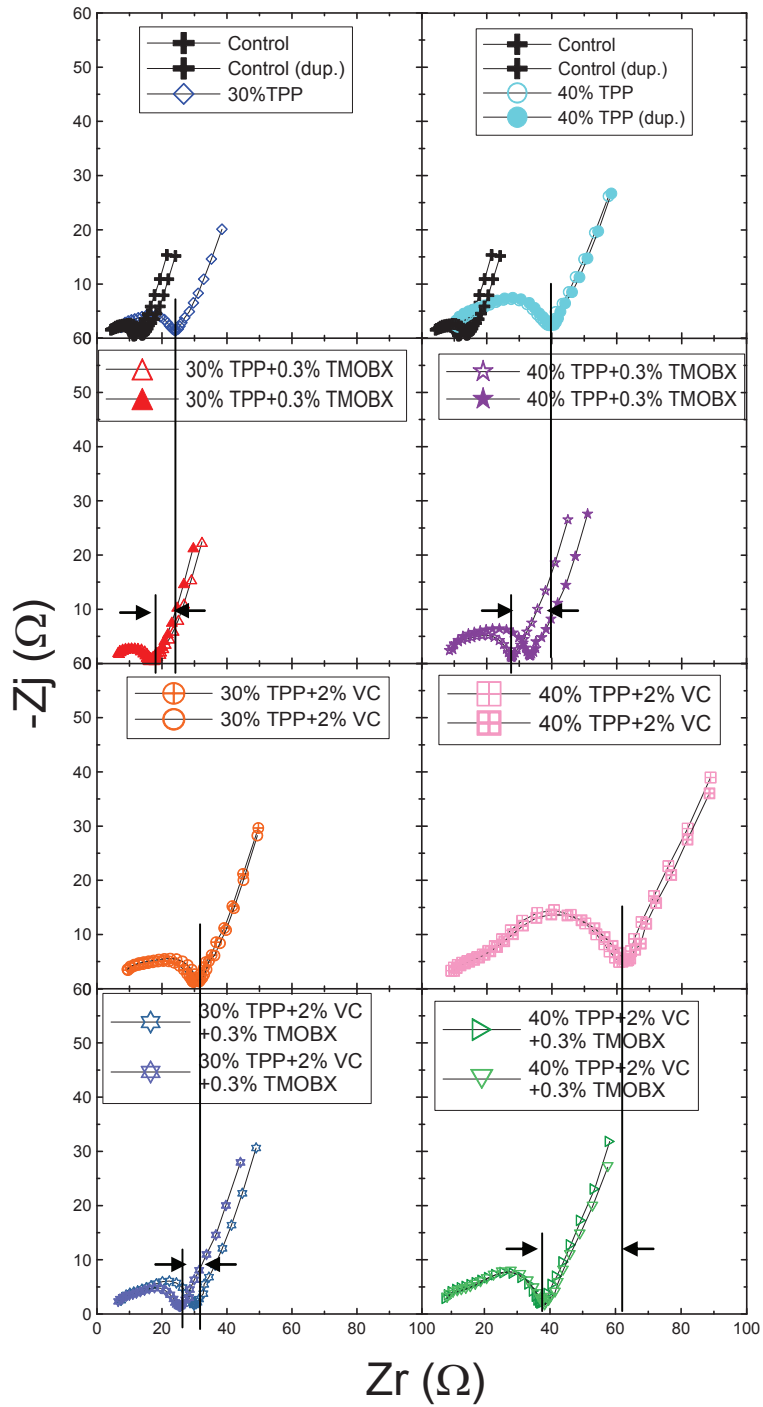 60
50
40
30
20
10
60
Control
Control (dup.)
30%TPP
Control
Control (dup.)
40% TPP
40% TPP (dup.)
50
40
30
20
10
60
30% TPP+0.3% TMOBX
30% TPP+0.3% TMOBX
40% TPP+0.3% TMOBX
40% TPP+0.3% TMOBX
-Zj (Ω)
50
40
30
20
10
60
30% TPP+2% VC
30% TPP+2% VC
40% TPP+2% VC
40% TPP+2% VC
50
40
30
20
10
0
30% TPP+2% VC
+0.3% TMOBX
30% TPP+2% VC
+0.3% TMOBX
40% TPP+2% VC
+0.3% TMOBX
40% TPP+2% VC
+0.3% TMOBX
0 20 40 60 80 100 20 40 60 80 100
Zr (Ω)